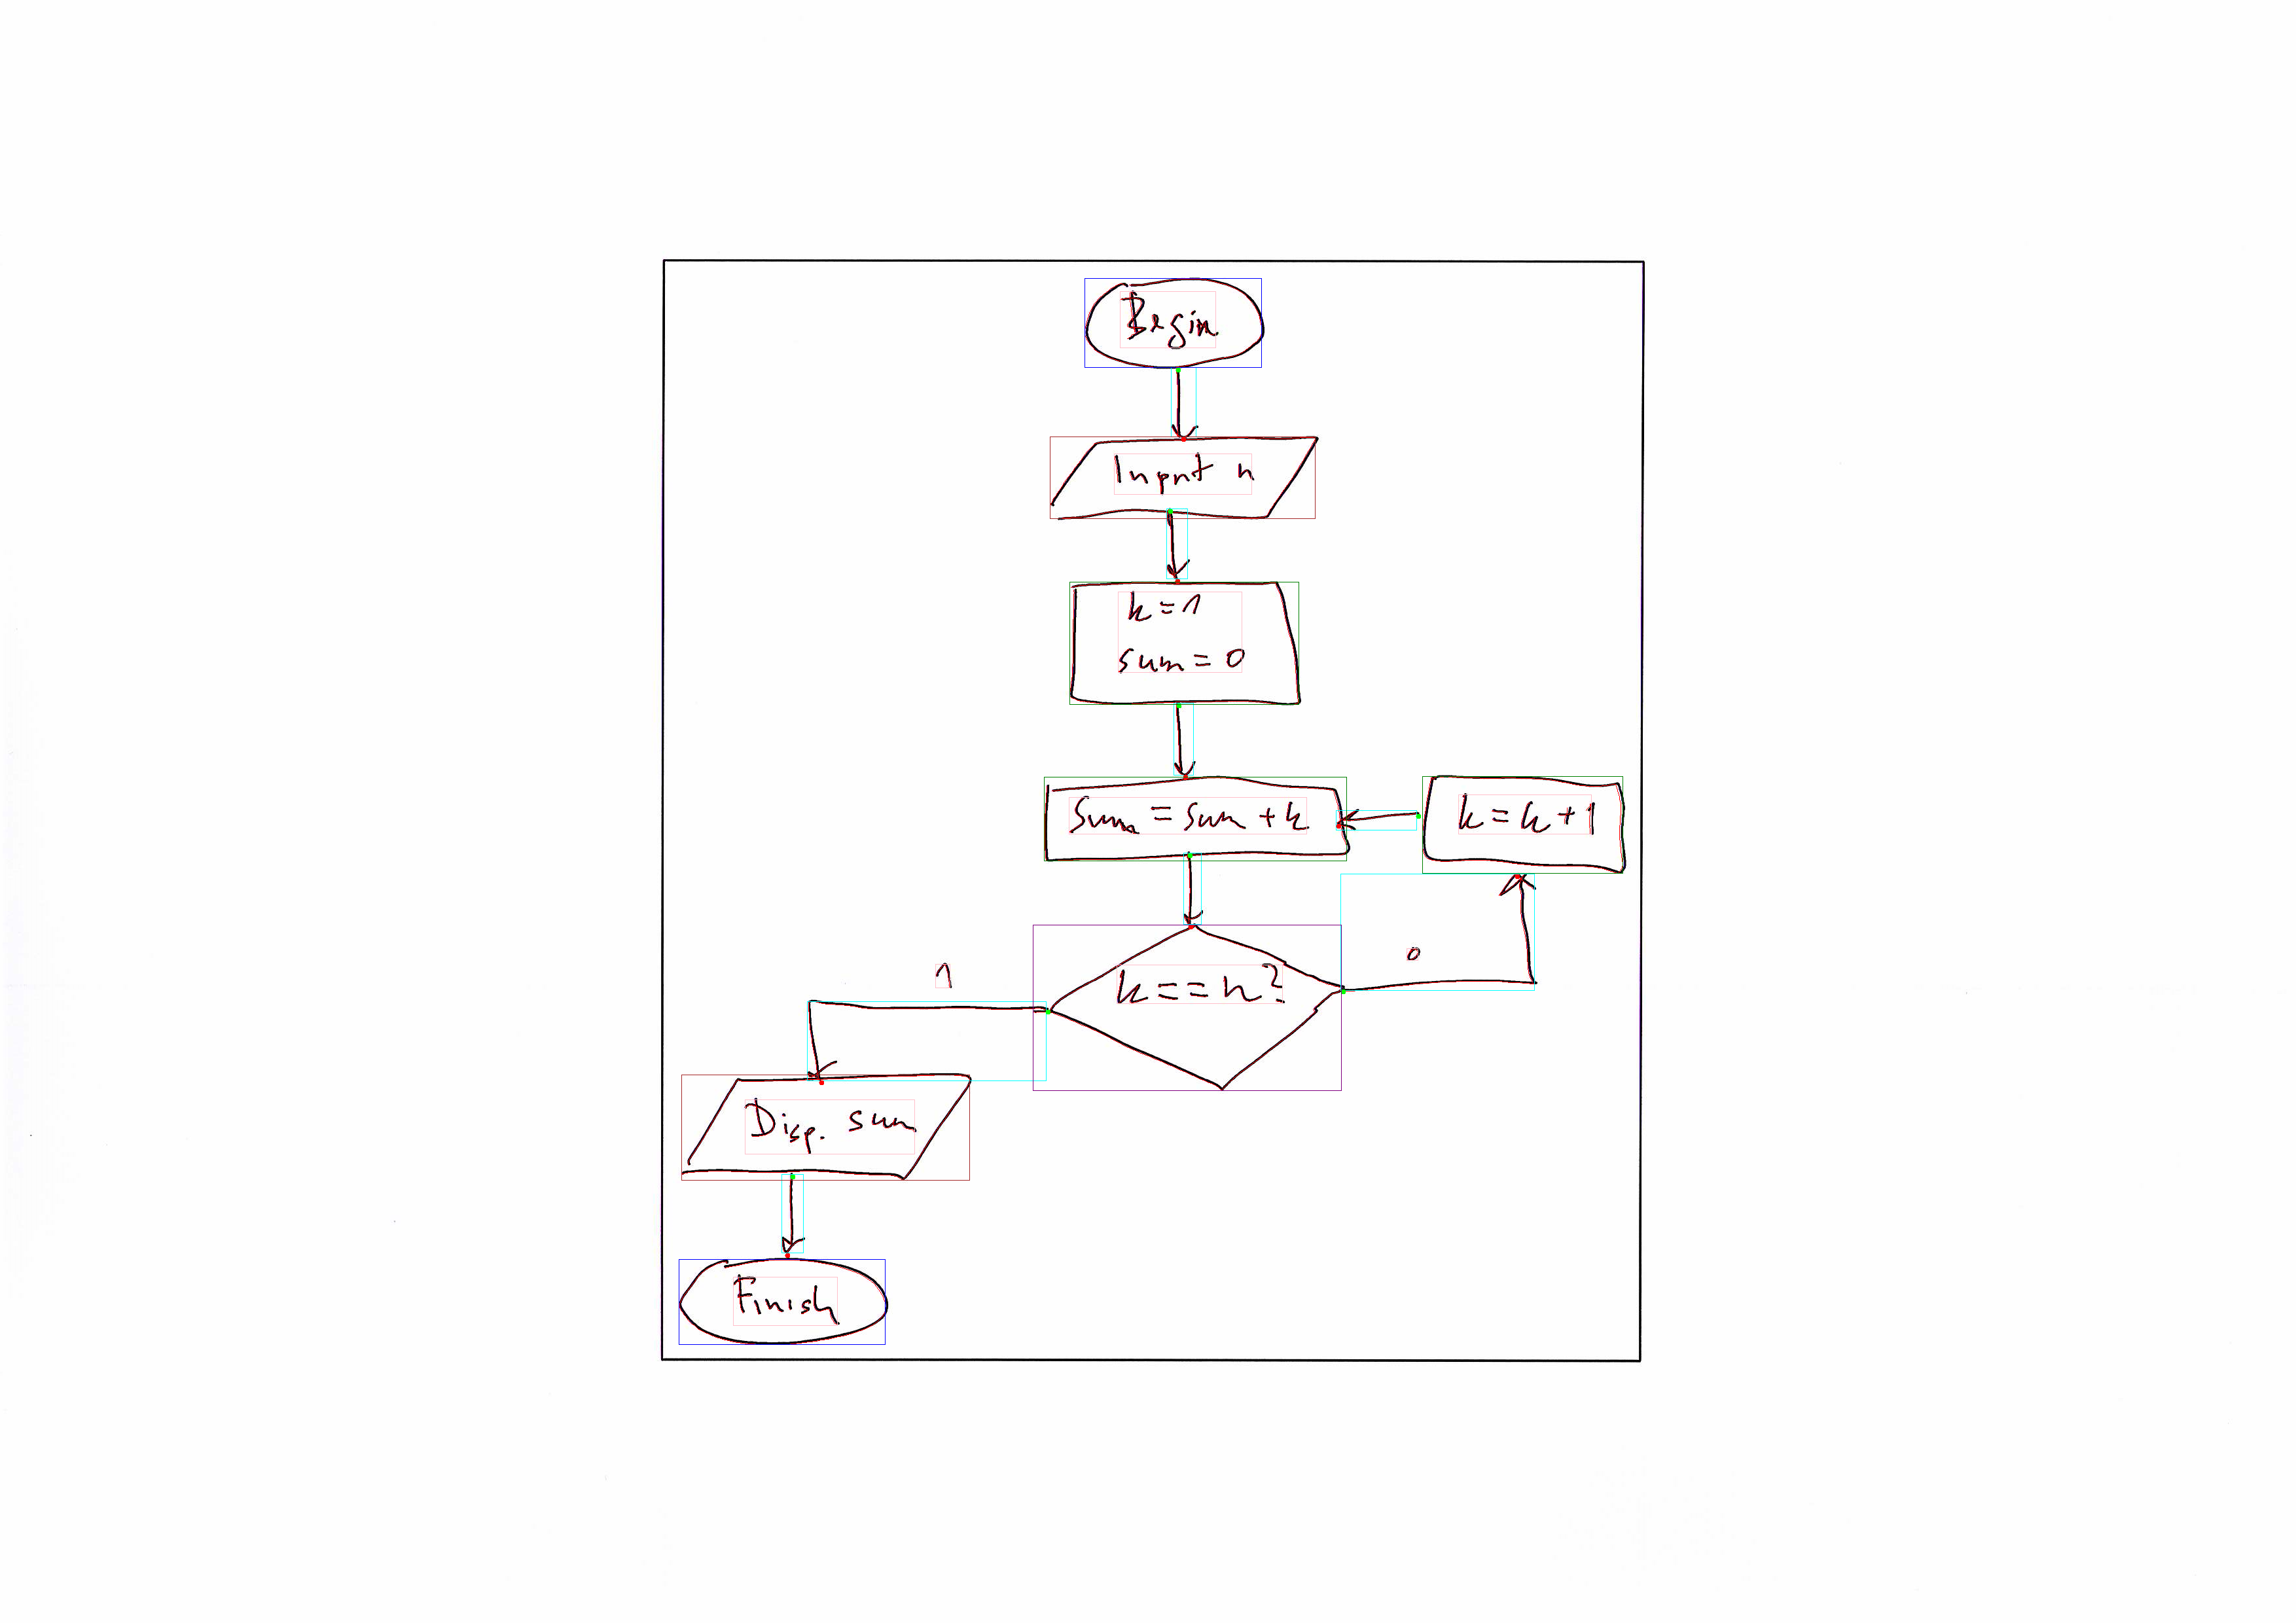 Begin
Input n
k=1
sum=0
Sum=sum+k
k=k+1
k==n?
0
1
Disp. sum
Finish